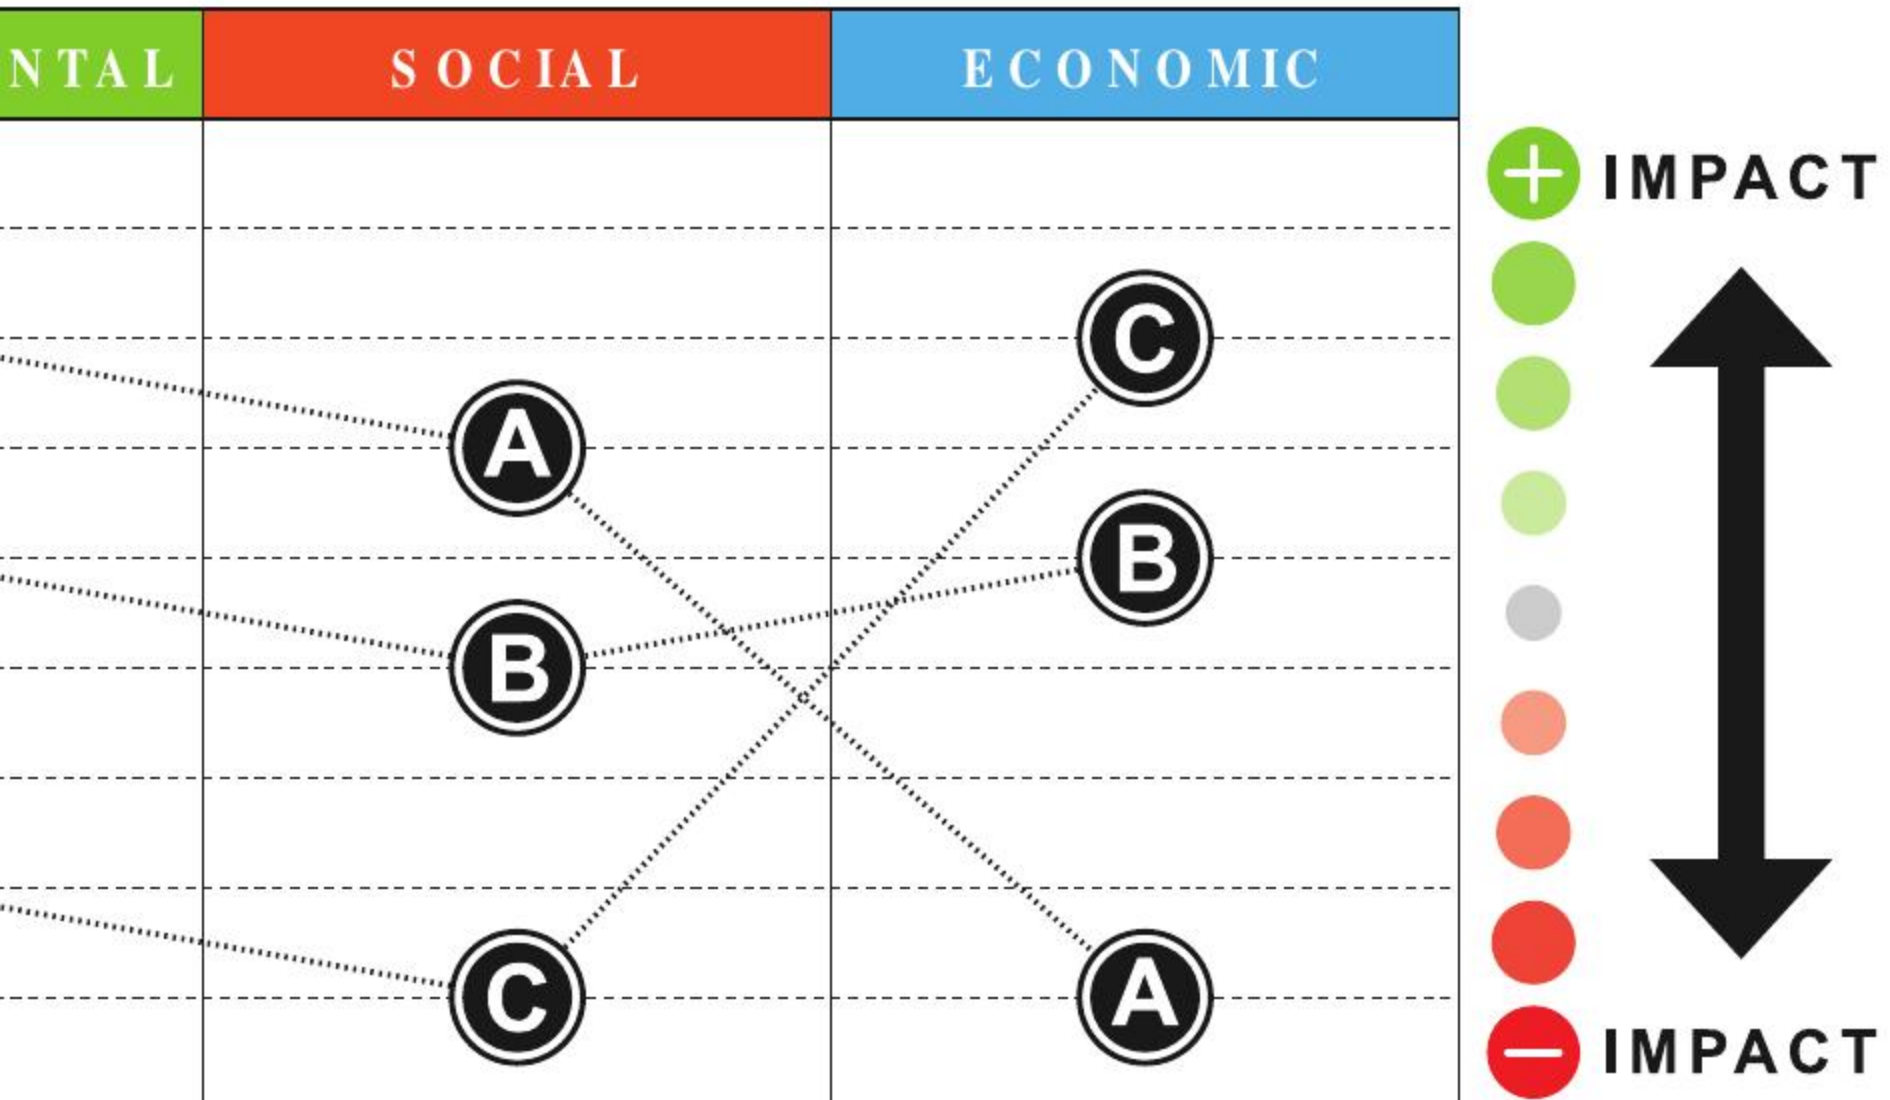 NTAL SOCIAL ECONOMIC
+ IMPACT
C
A
B
B
C A
− IMPACT